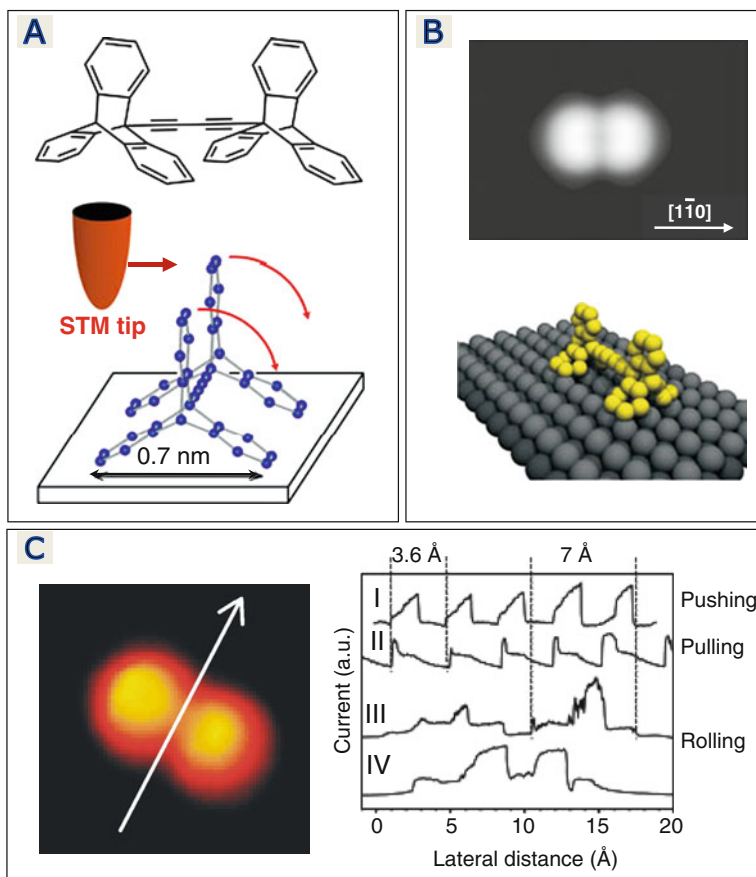 A
STM tip
0.7 nm
B
[11̄0]
C
3.6 Å 7 Å
I Pushing
II Pulling
III
Rolling
IV
Current (a.u.)
0 5 10 15 20
Lateral distance (Å)